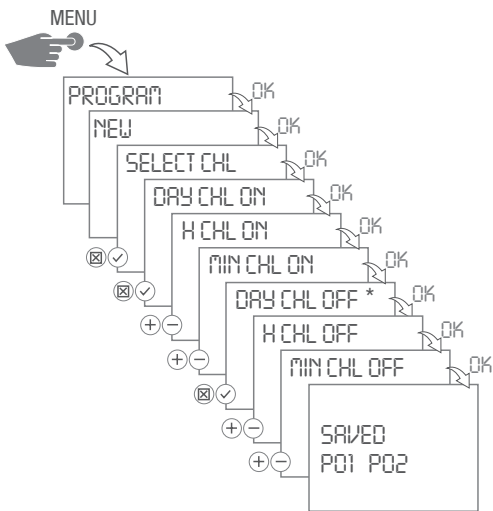 MENU
PROGRAM
OK
NEW
OK
SELECT CHL
OK
DAY CHL ON
OK
H CHL ON
OK
MIN CHL ON
OK
DAY CHL OFF *
OK
H CHL OFF
OK
MIN CHL OFF
OK
SAVED
P01 P02